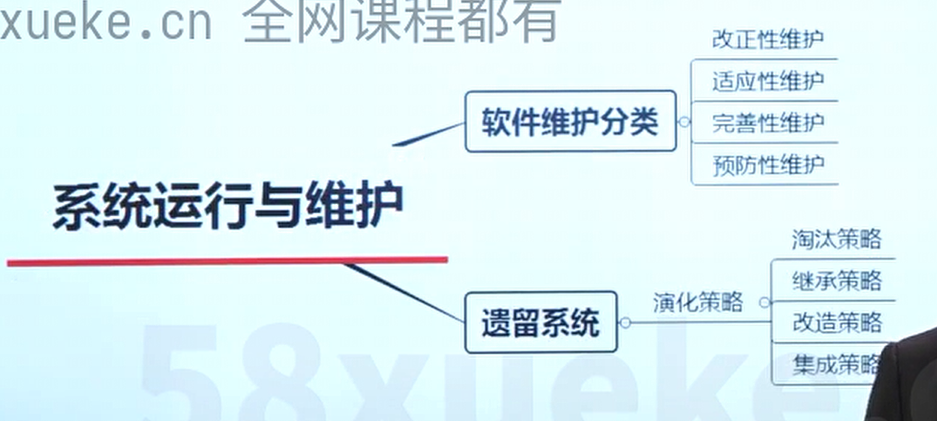 xueke.cn 全网课程都有
系统运行与维护
软件维护分类
改正性维护
适应性维护
完善性维护
预防性维护
遗留系统
演化策略
淘汰策略
继承策略
改造策略
集成策略
58xueke